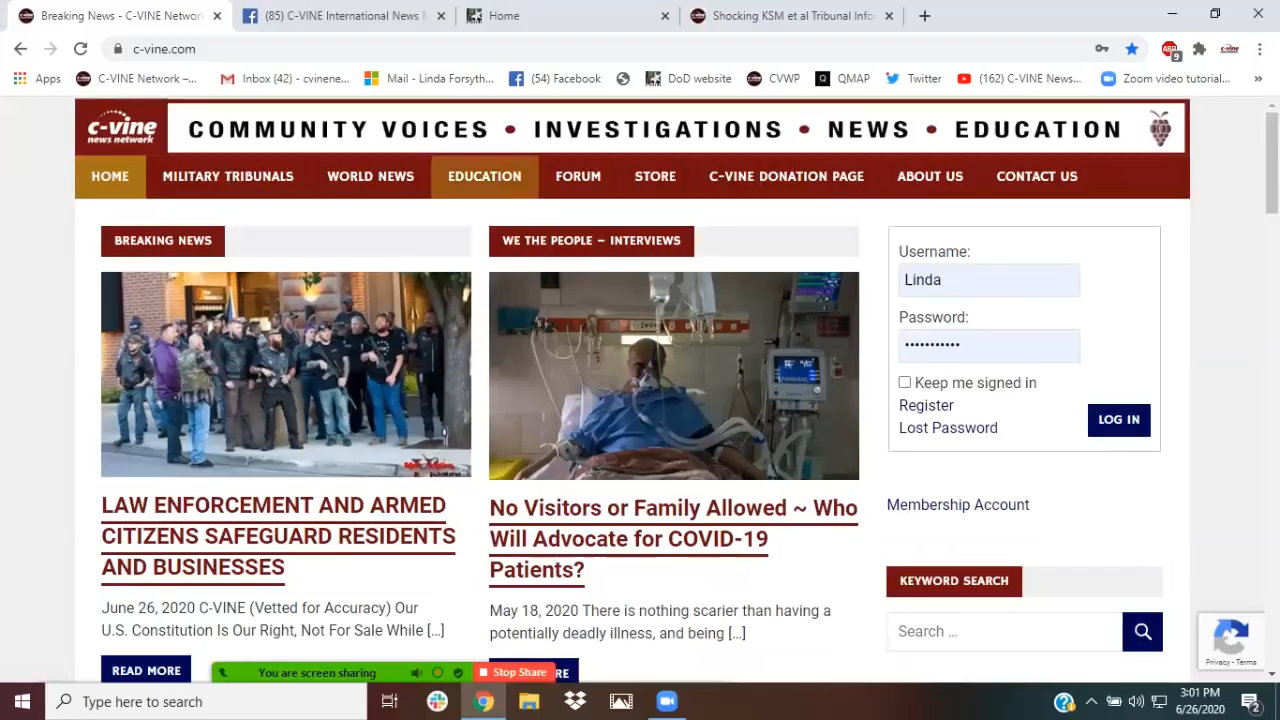 Breaking News – C-VINE Network
(85) C-VINE International News
Home
Shocking KSM et al Tribunal Info
c-vine.com
9
Apps
C-VINE Network –...
Inbox (42) - cvinene...
Mail - Linda Forsyth...
(54) Facebook
DoD website
CVWP
Q QMAP
Twitter
(162) C-VINE News...
Zoom video tutorial...
»
c-vine
news network
COMMUNITY VOICES • INVESTIGATIONS • NEWS • EDUCATION
HOME
MILITARY TRIBUNALS
WORLD NEWS
EDUCATION
FORUM
STORE
C-VINE DONATION PAGE
ABOUT US
CONTACT US
BREAKING NEWS
LAW ENFORCEMENT AND ARMED
CITIZENS SAFEGUARD RESIDENTS
AND BUSINESSES
June 26, 2020 C-VINE (Vetted for Accuracy) Our
U.S. Constitution Is Our Right, Not For Sale While [...]
READ MORE
WE THE PEOPLE – INTERVIEWS
No Visitors or Family Allowed ~ Who
Will Advocate for COVID-19
Patients?
May 18, 2020 There is nothing scarier than having a
potentially deadly illness, and being [...]
RE
Username:
Linda
Password:
•••••••••••
Keep me signed in
Register
Lost Password
LOG IN
Membership Account
KEYWORD SEARCH
Search ...
Privacy - Terms
You are screen sharing
Stop Share
Type here to search
3:01 PM
6/26/2020
2